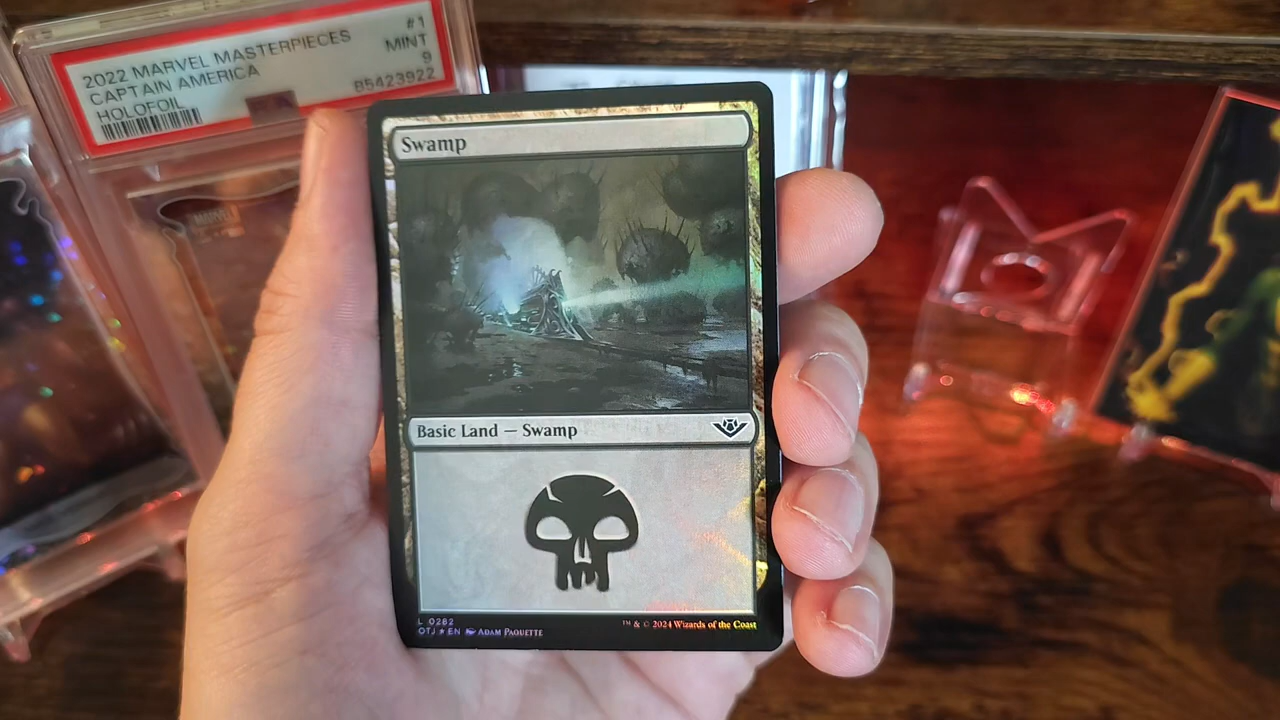 2022 MARVEL MASTERPIECES #1
CAPTAIN AMERICA MINT
HOLOFOIL 9
85423922
MARVEL
Swamp
Basic Land — Swamp
L 0282
OTJ ★ EN ADAM PAQUETTE
™ & © 2024 Wizards of the Coast